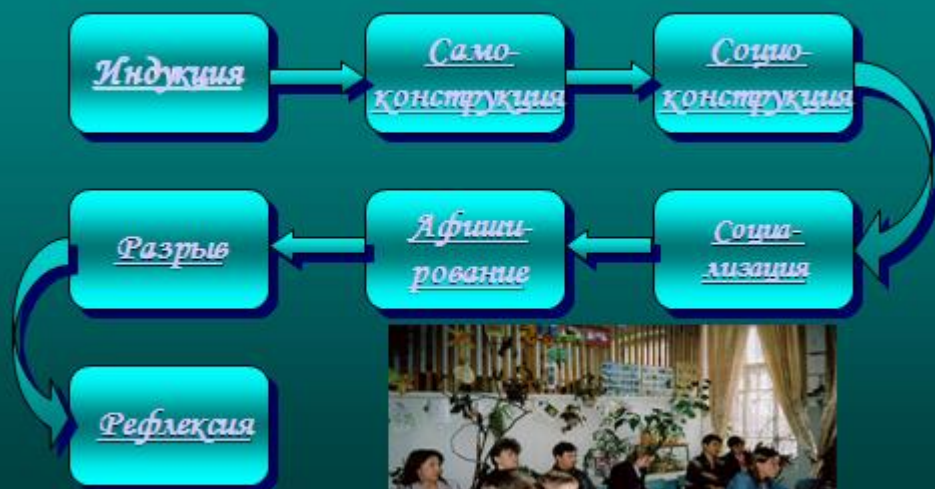 Индукция
Само-
конструкция
Социо-
конструкция
Социа-
лизация
Афиши-
рование
Разрыв
Рефлексия